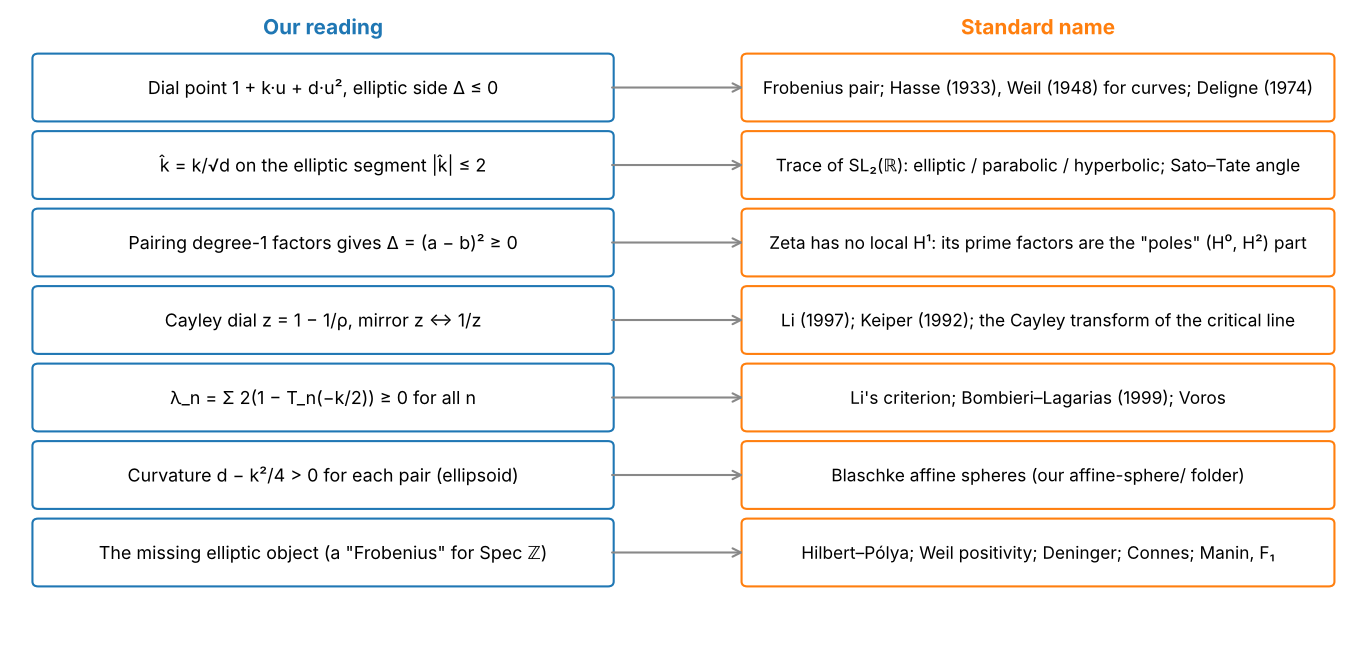 Our reading
Standard name
Dial point 1 + k·u + d·u², elliptic side Δ ≤ 0
Frobenius pair; Hasse (1933), Weil (1948) for curves; Deligne (1974)
k̂ = k/√d on the elliptic segment |k̂| ≤ 2
Trace of SL₂(ℝ): elliptic / parabolic / hyperbolic; Sato–Tate angle
Pairing degree-1 factors gives Δ = (a − b)² ≥ 0
Zeta has no local H¹: its prime factors are the "poles" (H⁰, H²) part
Cayley dial z = 1 − 1/ρ, mirror z ↔ 1/z
Li (1997); Keiper (1992); the Cayley transform of the critical line
λ_n = Σ 2(1 − T_n(−k/2)) ≥ 0 for all n
Li's criterion; Bombieri–Lagarias (1999); Voros
Curvature d − k²/4 > 0 for each pair (ellipsoid)
Blaschke affine spheres (our affine-sphere/ folder)
The missing elliptic object (a "Frobenius" for Spec ℤ)
Hilbert–Pólya; Weil positivity; Deninger; Connes; Manin, F₁